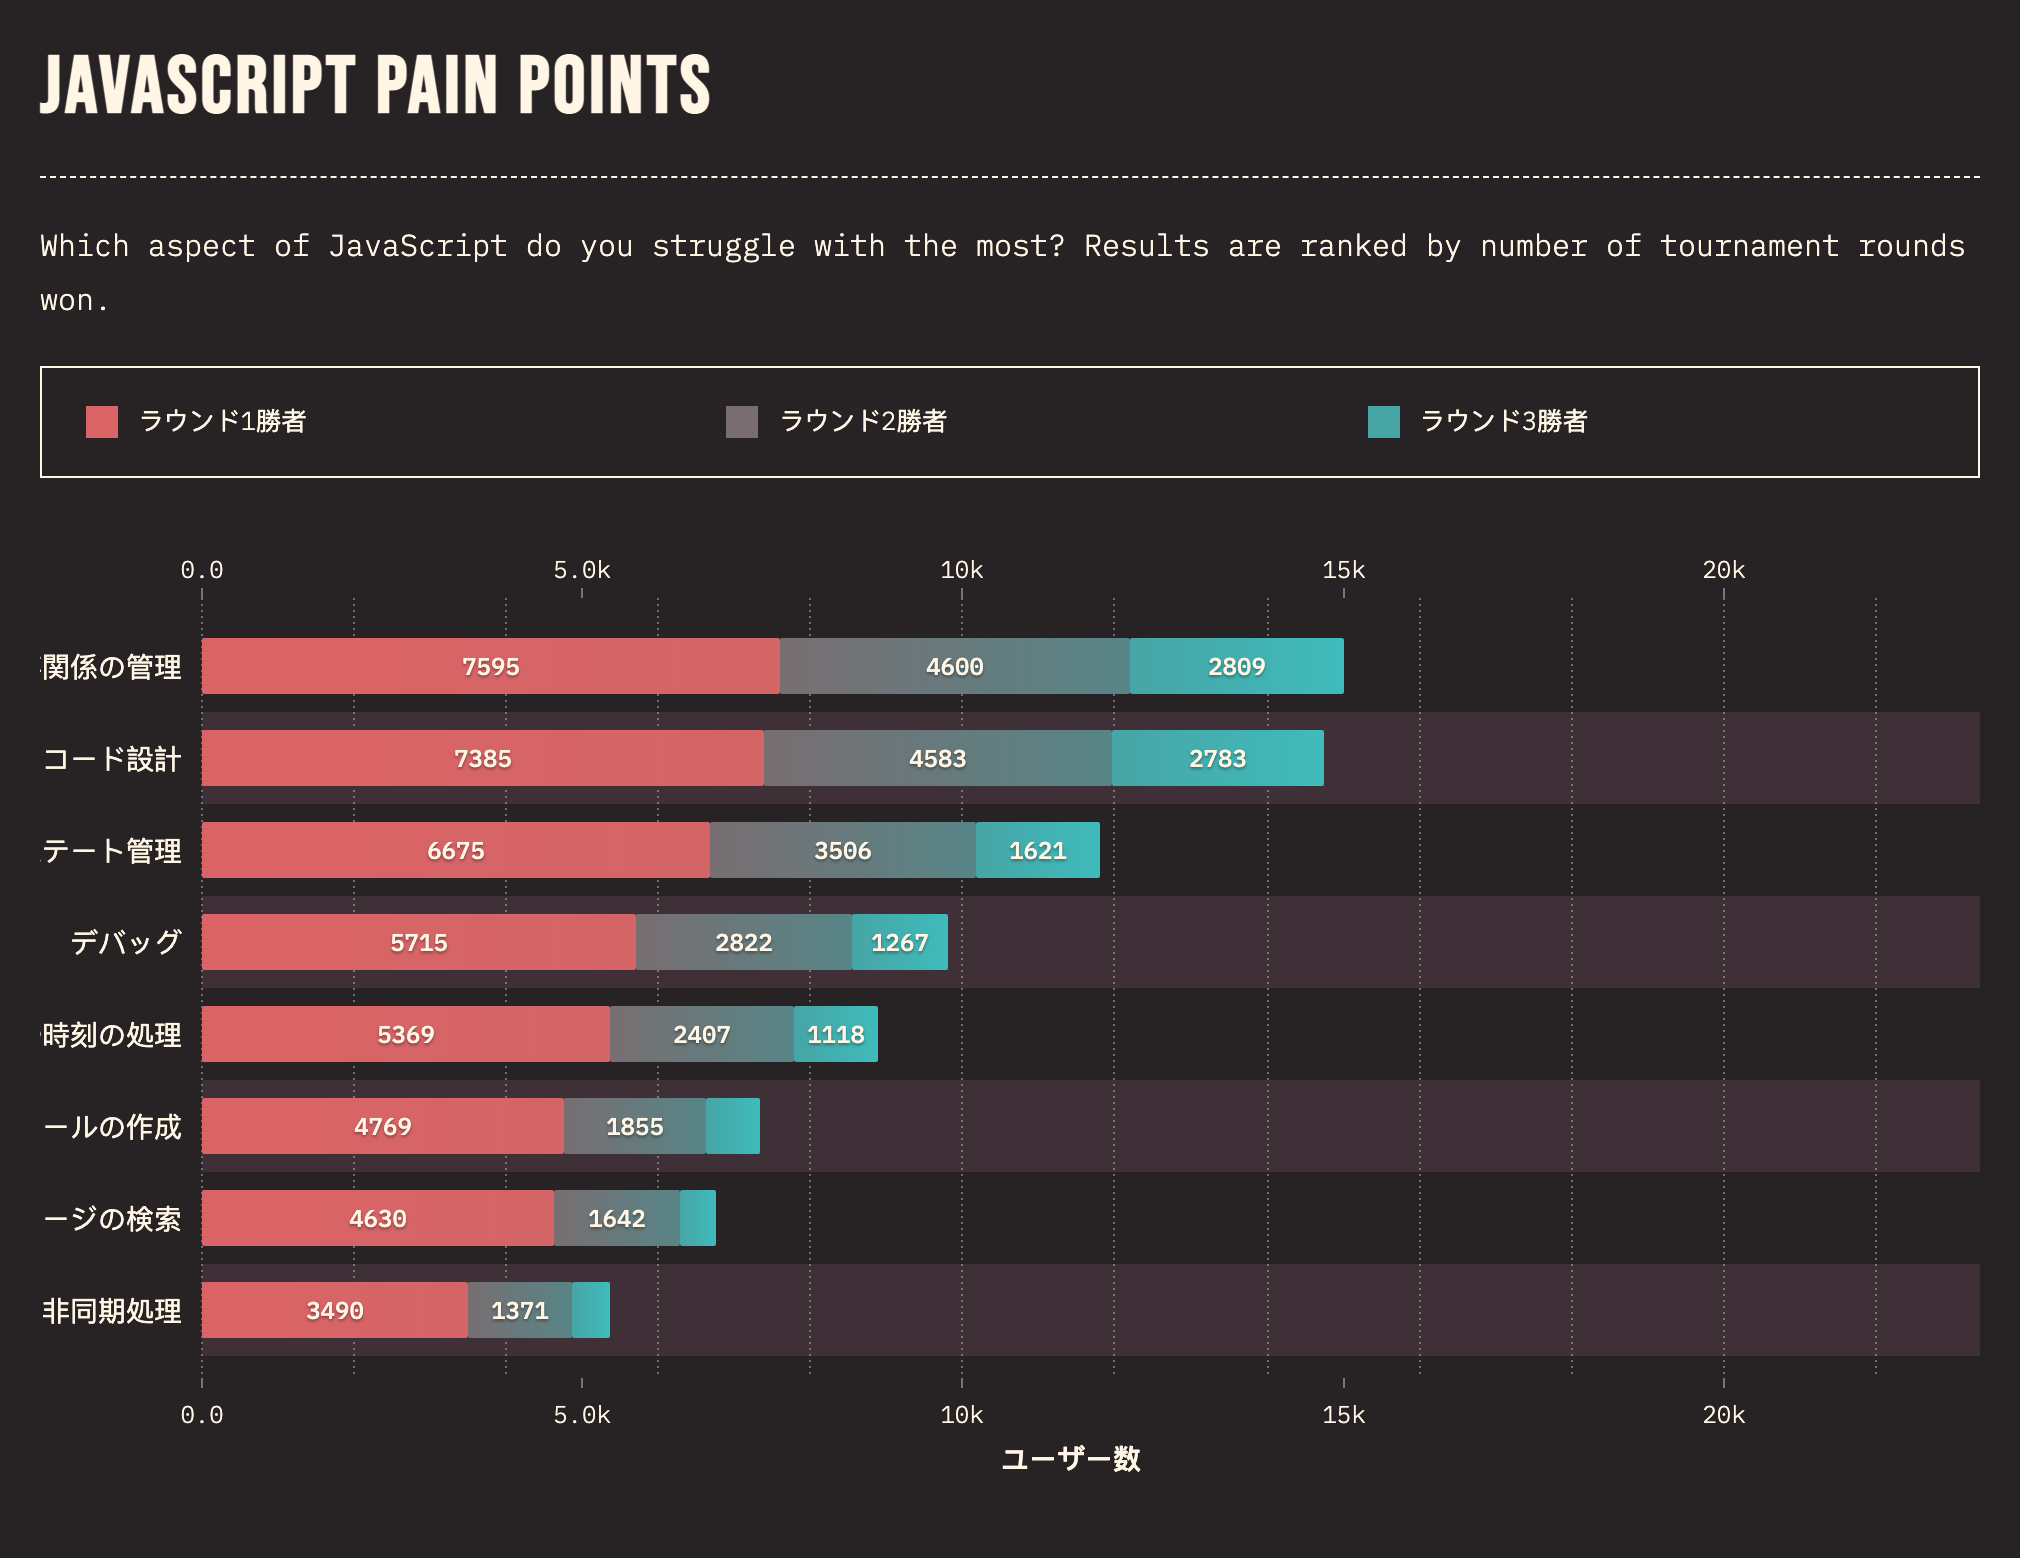 JAVASCRIPT PAIN POINTS
Which aspect of JavaScript do you struggle with the most? Results are ranked by number of tournament rounds
won.
ラウンド1勝者 ラウンド2勝者 ラウンド3勝者
0.0 5.0k 10k 15k 20k
関係の管理 7595 4600 2809
コード設計 7385 4583 2783
テート管理 6675 3506 1621
デバッグ 5715 2822 1267
時刻の処理 5369 2407 1118
ールの作成 4769 1855
ージの検索 4630 1642
非同期処理 3490 1371
0.0 5.0k 10k 15k 20k
ユーザー数